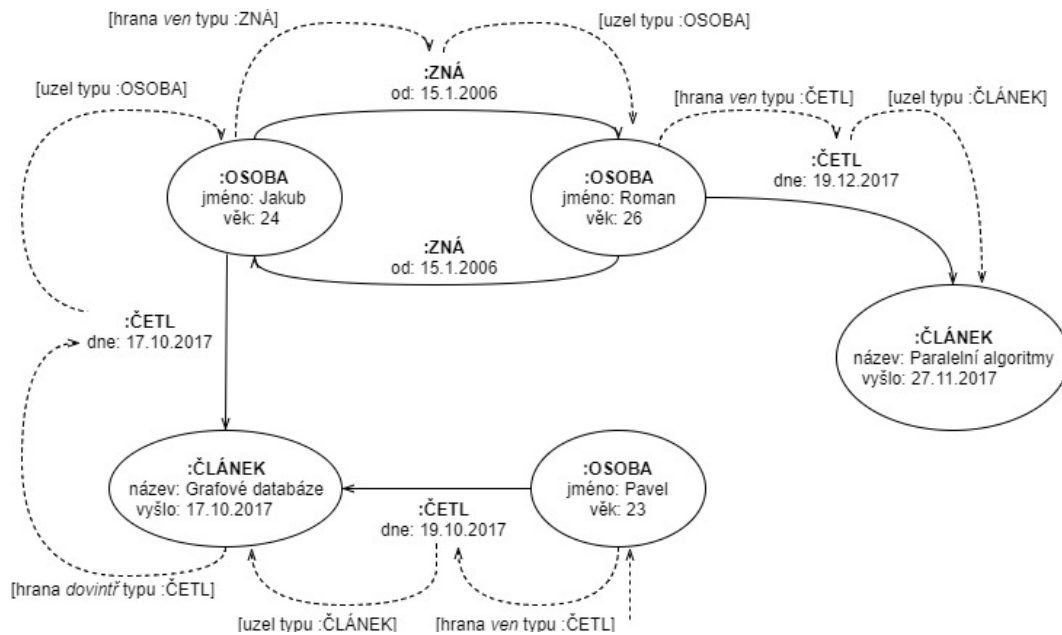 [hrana ven typu :ZNÁ]
[uzel typu :OSOBA]
:ZNÁ
od: 15.1.2006
[uzel typu :OSOBA]
[hrana ven typu :ČETL]
[uzel typu :ČLÁNEK]
:OSOBA
jméno: Jakub
věk: 24
:OSOBA
jméno: Roman
věk: 26
:ČETL
dne: 19.12.2017
:ZNÁ
od: 15.1.2006
:ČETL
dne: 17.10.2017
:ČLÁNEK
název: Paralelní algoritmy
vyšlo: 27.11.2017
:ČLÁNEK
název: Grafové databáze
vyšlo: 17.10.2017
:OSOBA
jméno: Pavel
věk: 23
:ČETL
dne: 19.10.2017
[hrana dovintř typu :ČETL]
[uzel typu :ČLÁNEK]
[hrana ven typu :ČETL]